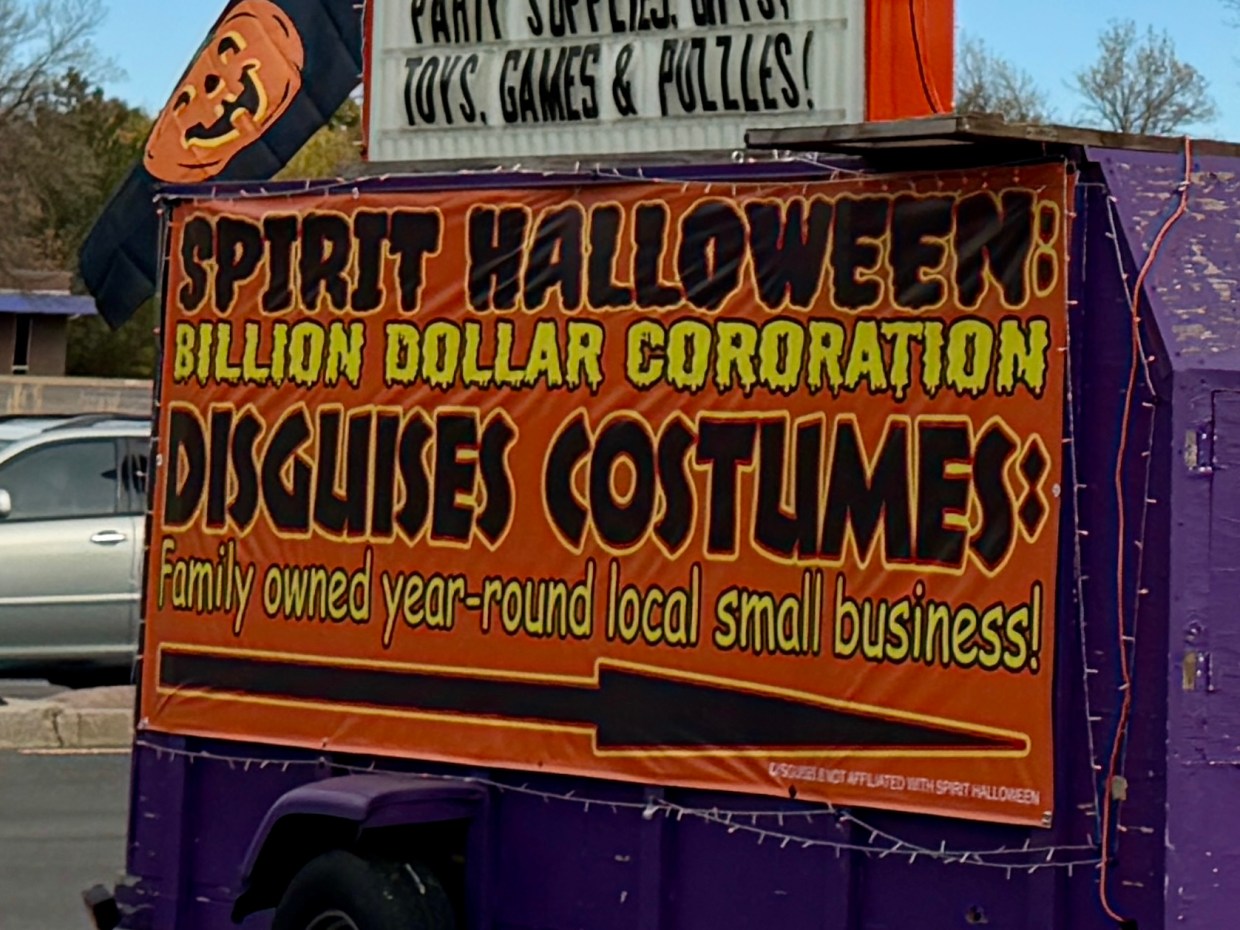 PARTY SUPPLIES, GIFTS,
TOYS, GAMES & PUZZLES!
SPIRIT HALLOWEEN:
BILLION DOLLAR CORORATION
DISGUISES COSTUMES:
Family owned year-round local small business!
DISGUISES IS NOT AFFILIATED WITH SPIRIT HALLOWEEN